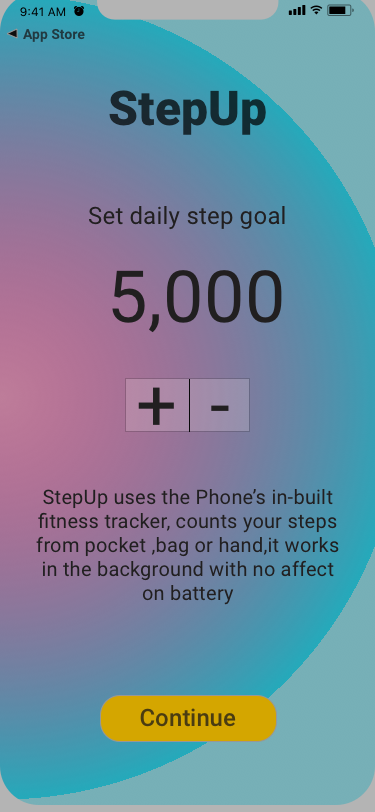 9:41 AM
◀ App Store
StepUp
Set daily step goal
5,000
+ -
StepUp uses the Phone’s in-built
fitness tracker, counts your steps
from pocket ,bag or hand,it works
in the background with no affect
on battery
Continue